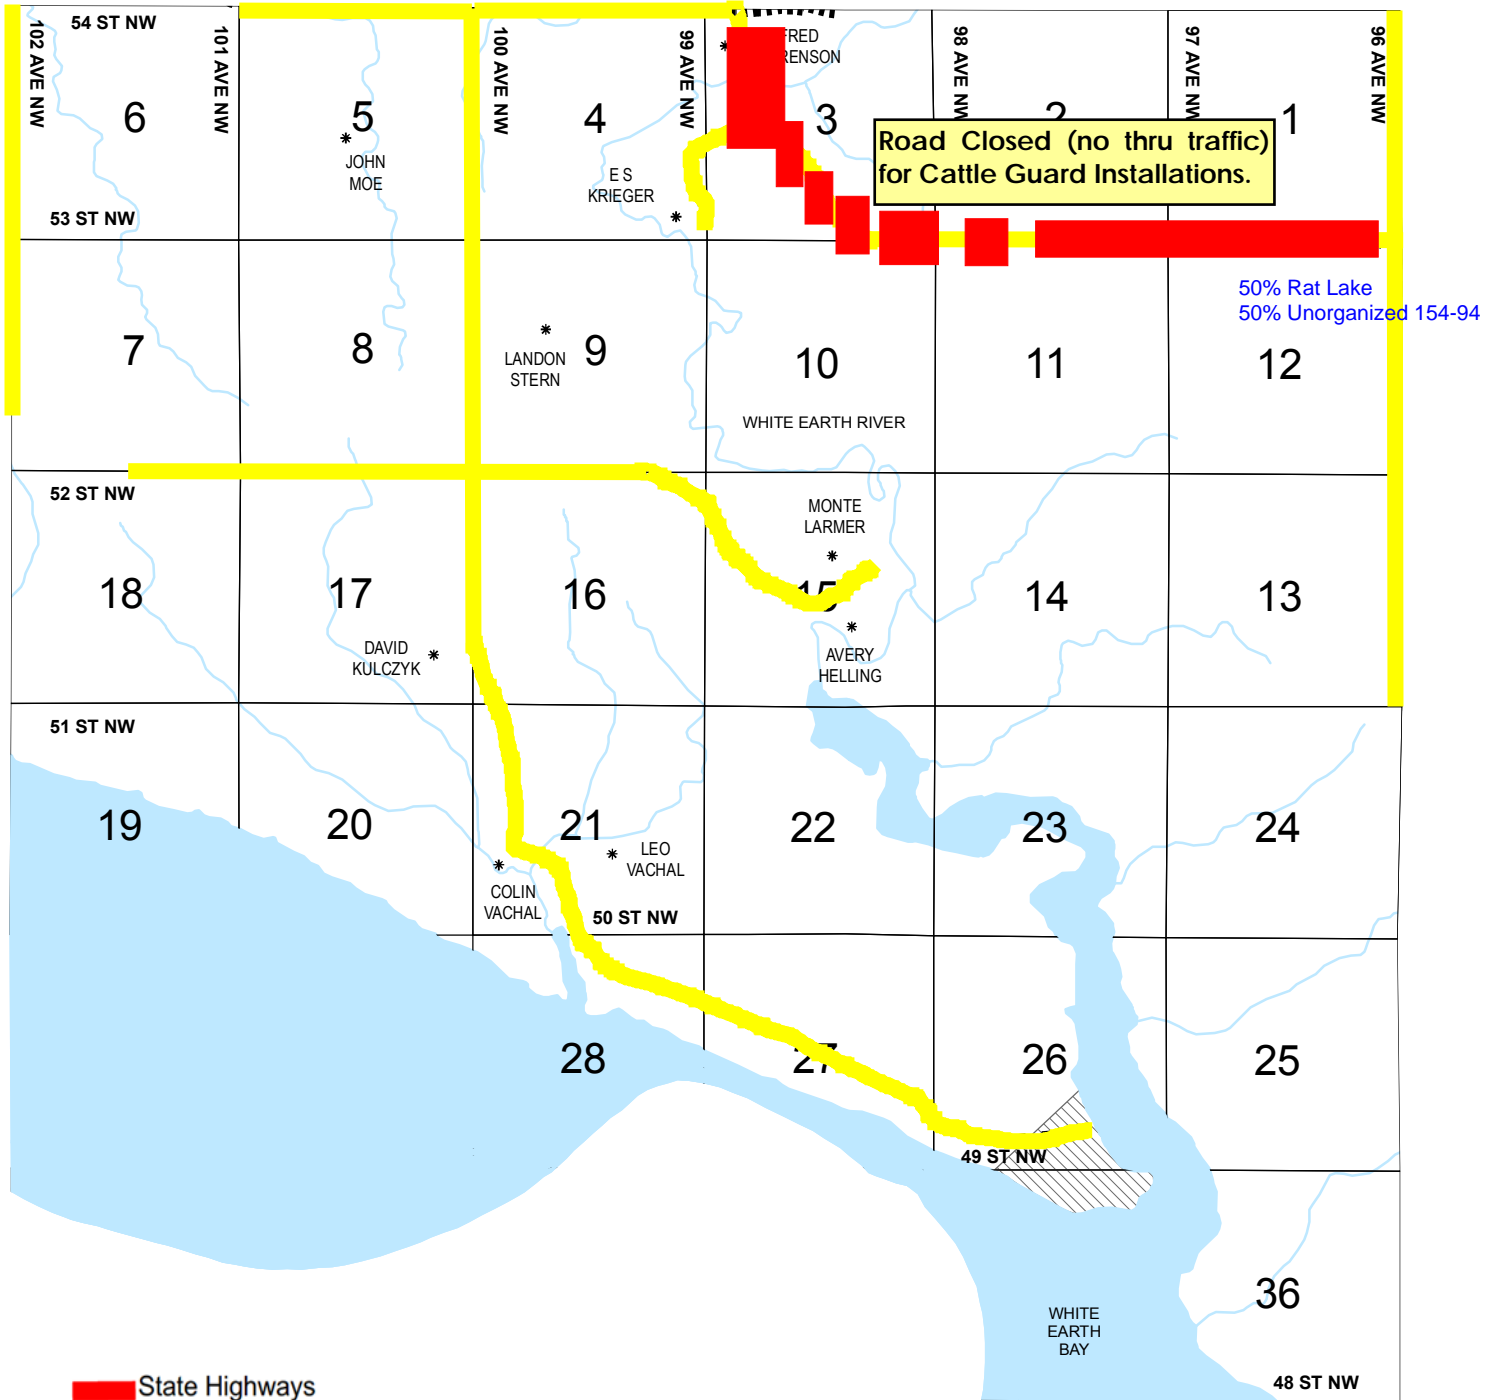 54 ST NW
102 AVE NW
101 AVE NW
100 AVE NW
99 AVE NW
98 AVE NW
97 AVE NW
96 AVE NW
FRED
RENSON
6
5
4
3
2
1
JOHN
MOE
E S
KRIEGER
Road Closed (no thru traffic)
for Cattle Guard Installations.
53 ST NW
50% Rat Lake
50% Unorganized 154-94
7
8
LANDON
STERN
9
10
11
12
WHITE EARTH RIVER
52 ST NW
MONTE
LARMER
18
17
16
15
14
13
DAVID
KULCZYK
AVERY
HELLING
51 ST NW
19
20
21
22
23
24
LEO
VACHAL
COLIN
VACHAL
50 ST NW
28
27
26
25
49 ST NW
36
WHITE
EARTH
BAY
48 ST NW
State Highways